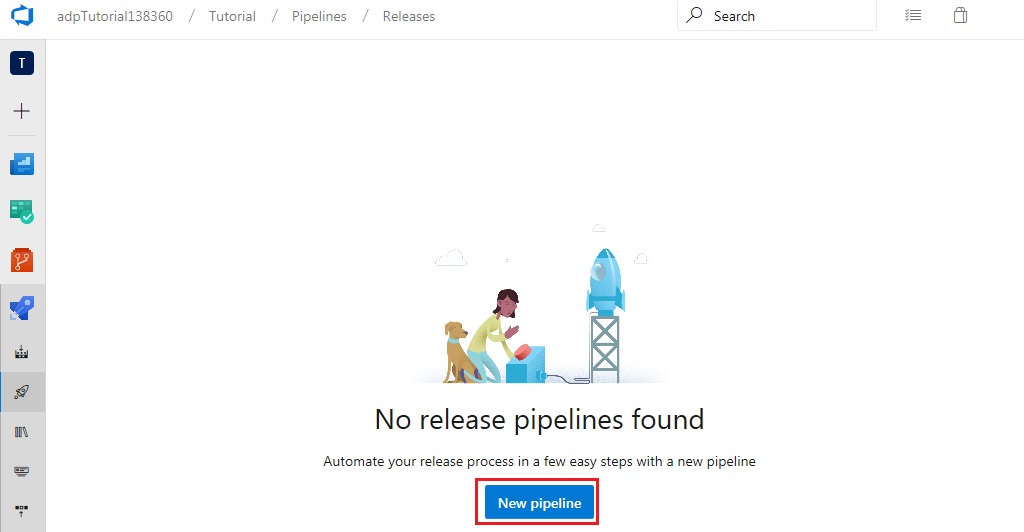 adpTutorial138360 / Tutorial / Pipelines / Releases
Search
T
No release pipelines found
Automate your release process in a few easy steps with a new pipeline
New pipeline